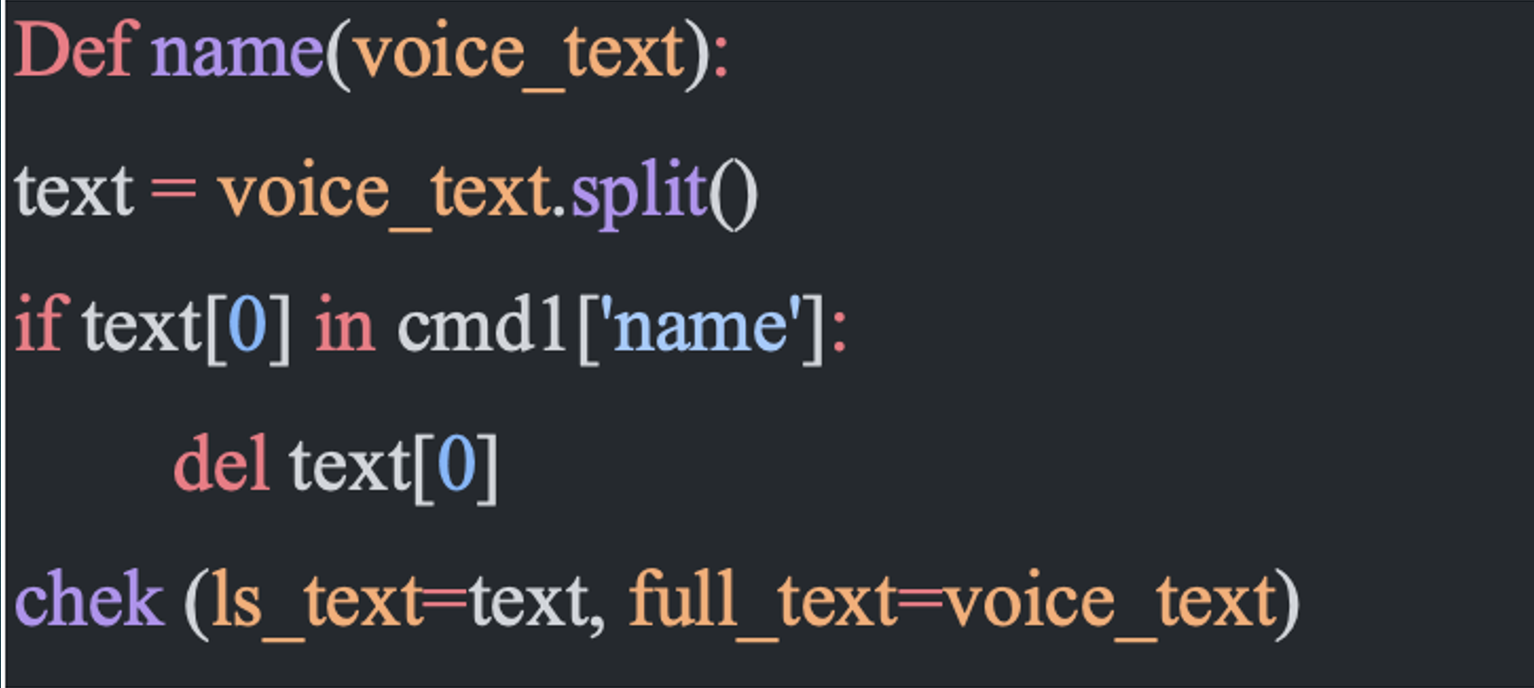 Def name(voice_text):
text = voice_text.split()
if text[0] in cmd1['name']:
del text[0]
chek (ls_text=text, full_text=voice_text)